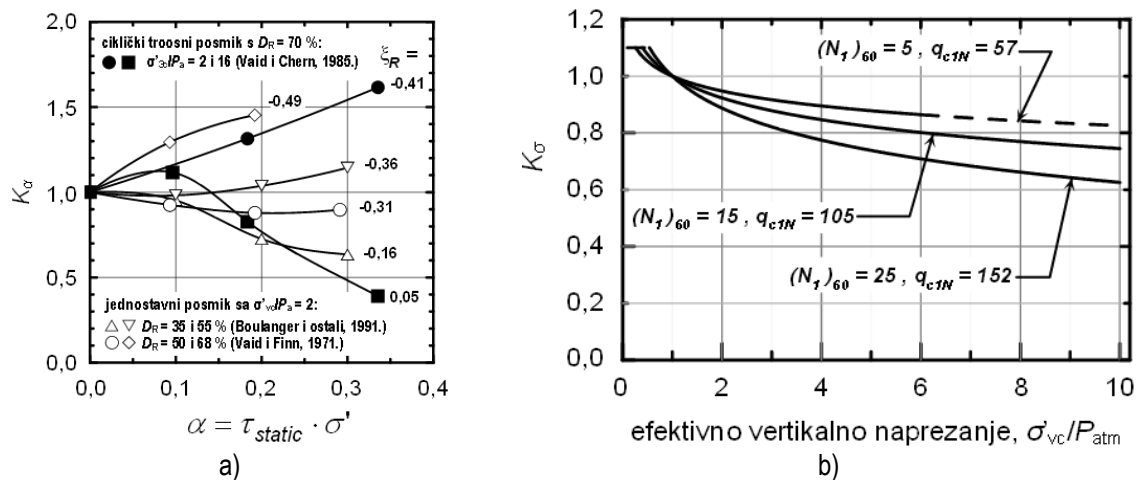 2,0
1,5
1,0
0,5
0,0
K_α
ciklički troosni posmik s D_R = 70 %:
σ'_3c/P_a = 2 i 16 (Vaid i Chern, 1985.)
ξ_R =
-0,41
-0,49
-0,36
-0,31
-0,16
0,05
jednostavni posmik sa σ'_vc/P_a = 2:
D_R = 35 i 55 % (Boulanger i ostali, 1991.)
D_R = 50 i 68 % (Vaid i Finn, 1971.)
0,0 0,1 0,2 0,3 0,4
α = τ_static · σ'
a)
1,2
1,0
0,8
0,6
0,4
0,2
0,0
K_σ
(N_1)_60 = 5 , q_c1N = 57
(N_1)_60 = 15 , q_c1N = 105
(N_1)_60 = 25 , q_c1N = 152
0 2 4 6 8 10
efektivno vertikalno naprezanje, σ'_vc/P_atm
b)